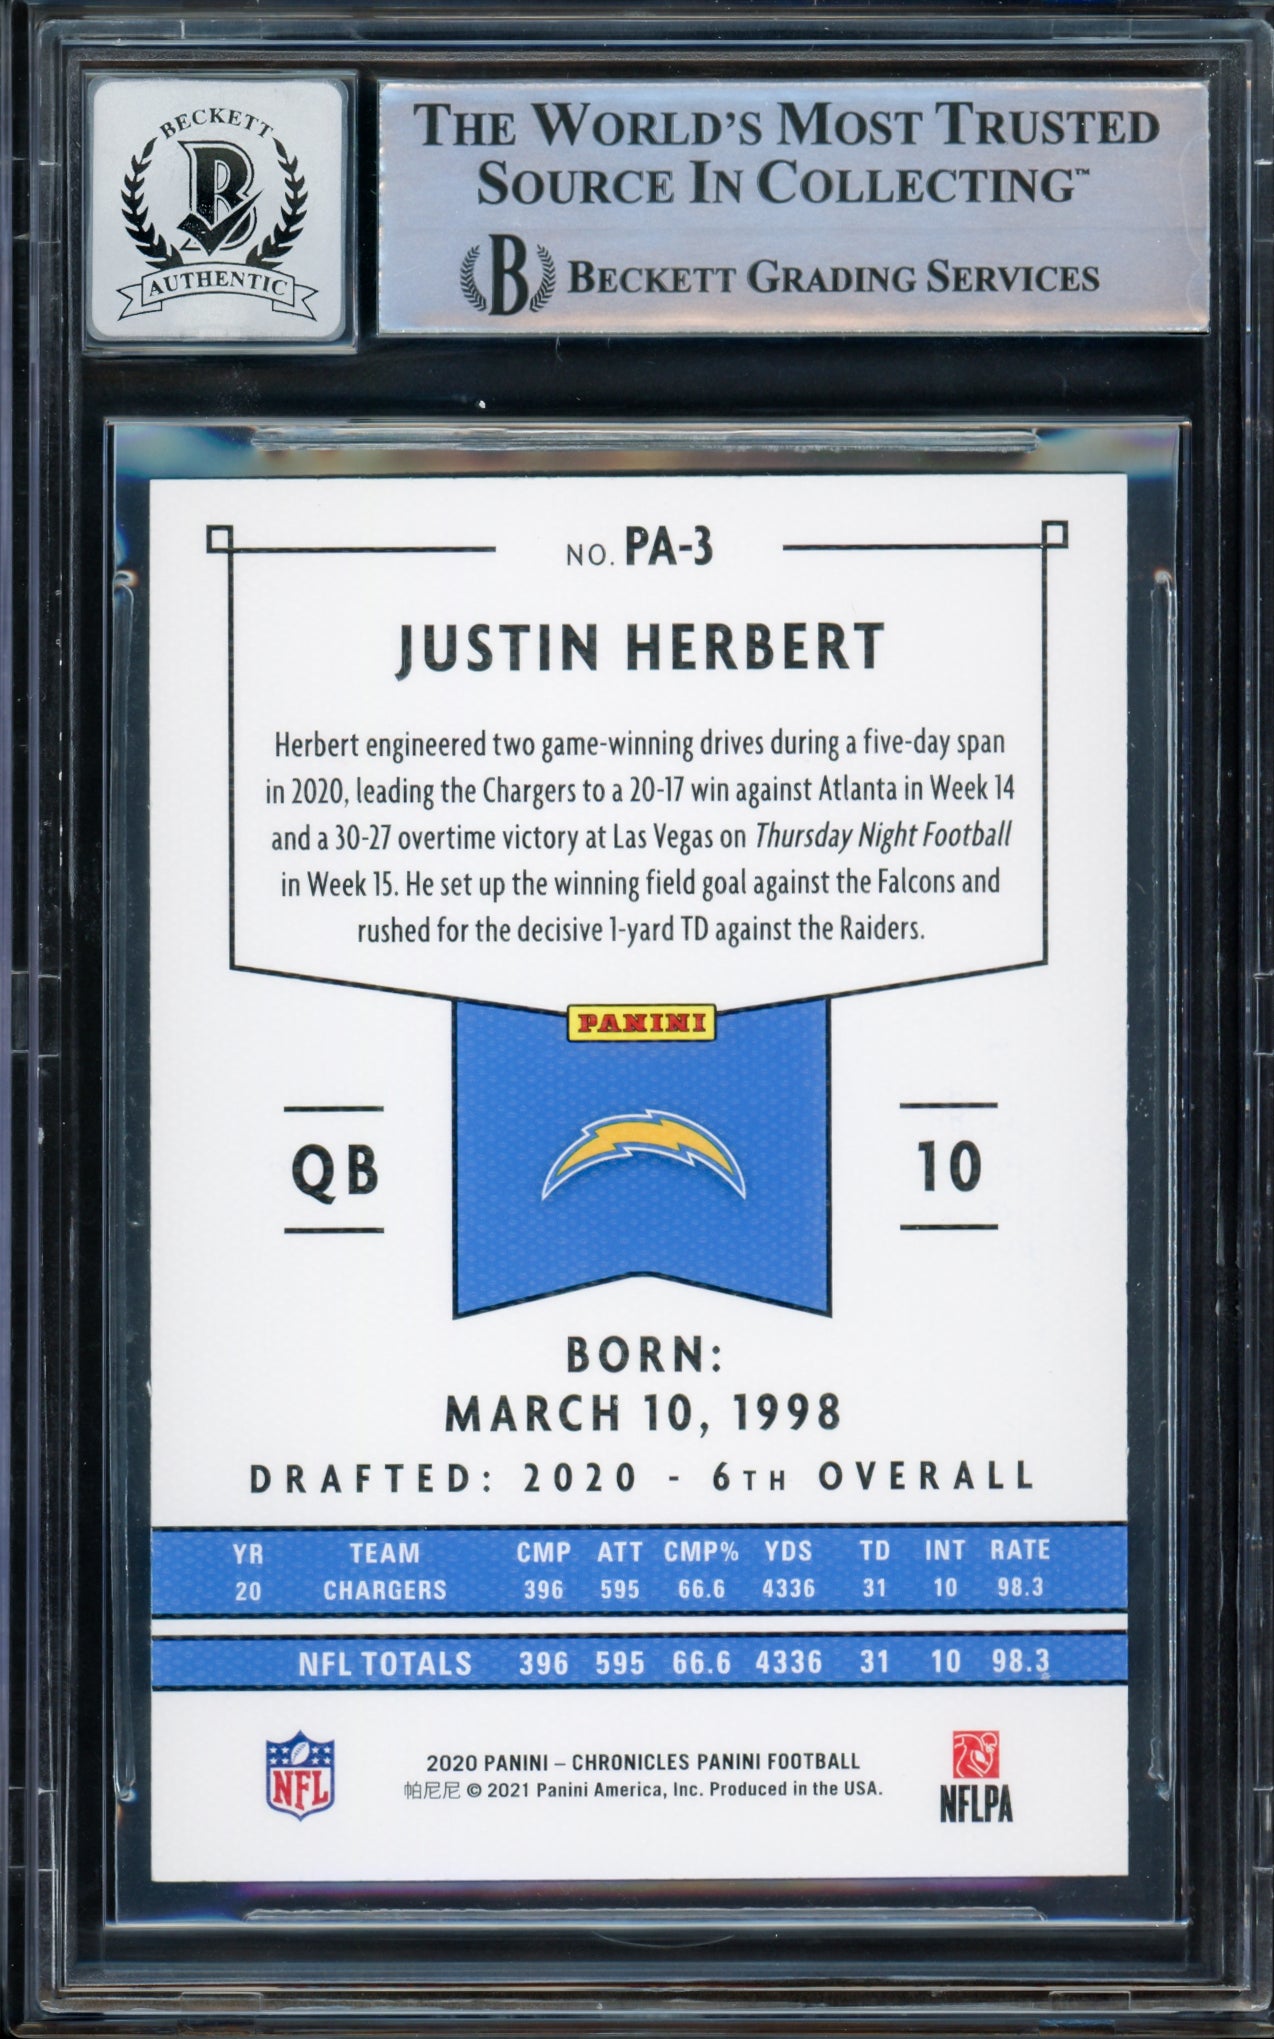 BECKETT
B
AUTHENTIC
THE WORLD'S MOST TRUSTED
SOURCE IN COLLECTING™
B BECKETT GRADING SERVICES
NO. PA-3
JUSTIN HERBERT
Herbert engineered two game-winning drives during a five-day span
in 2020, leading the Chargers to a 20-17 win against Atlanta in Week 14
and a 30-27 overtime victory at Las Vegas on Thursday Night Football
in Week 15. He set up the winning field goal against the Falcons and
rushed for the decisive 1-yard TD against the Raiders.
PANINI
QB
10
BORN:
MARCH 10, 1998
DRAFTED: 2020 - 6TH OVERALL
YR TEAM CMP ATT CMP% YDS TD INT RATE
20 CHARGERS 396 595 66.6 4336 31 10 98.3
NFL TOTALS 396 595 66.6 4336 31 10 98.3
NFL
2020 PANINI – CHRONICLES PANINI FOOTBALL
帕尼尼 © 2021 Panini America, Inc. Produced in the USA.
NFLPA